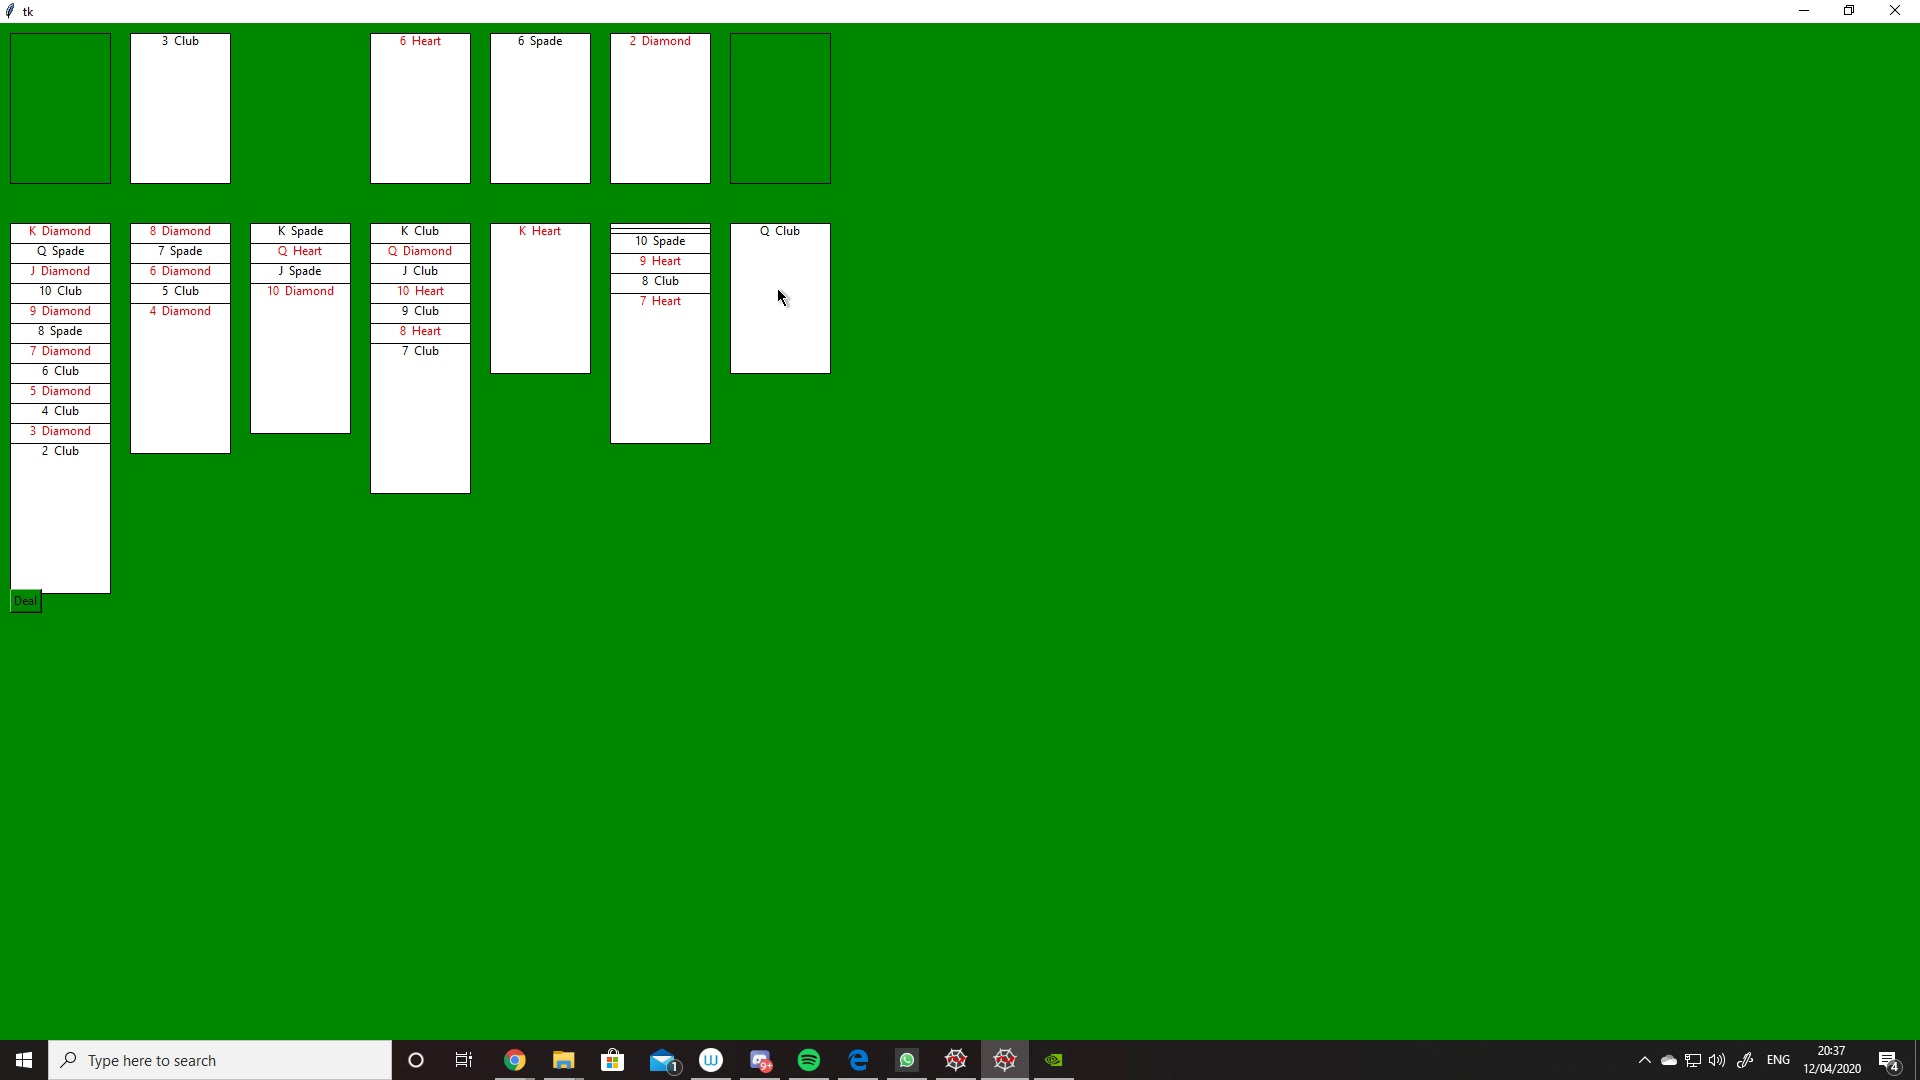 tk
3 Club
6 Heart
6 Spade
2 Diamond
K Diamond
Q Spade
J Diamond
10 Club
9 Diamond
8 Spade
7 Diamond
6 Club
5 Diamond
4 Club
3 Diamond
2 Club
8 Diamond
7 Spade
6 Diamond
5 Club
4 Diamond
K Spade
Q Heart
J Spade
10 Diamond
K Club
Q Diamond
J Club
10 Heart
9 Club
8 Heart
7 Club
K Heart
10 Spade
9 Heart
8 Club
7 Heart
Q Club
Deal
Type here to search
1
W
9+
ENG
20:37
12/04/2020
4